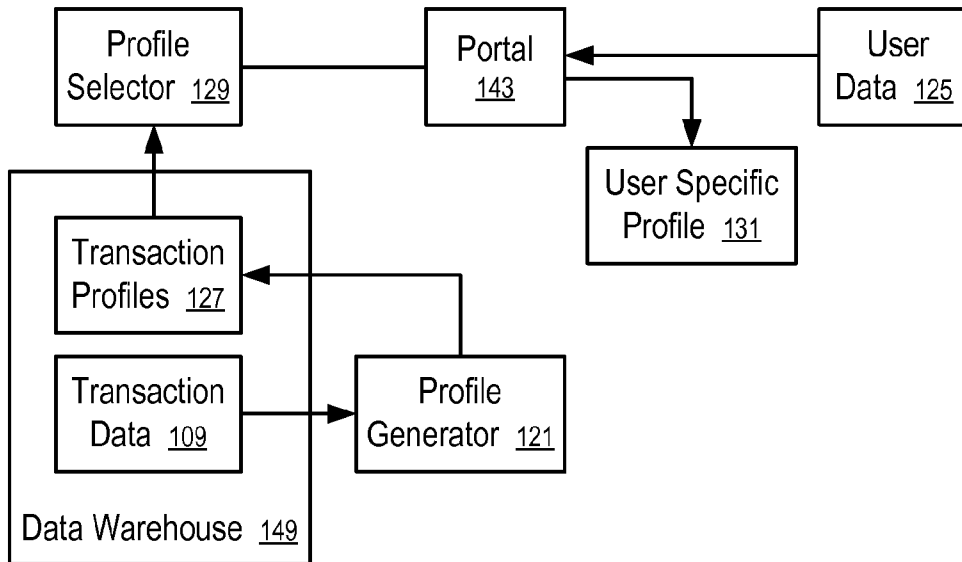 Profile
Selector 129
Portal
143
User
Data 125
User Specific
Profile 131
Transaction
Profiles 127
Transaction
Data 109
Profile
Generator 121
Data Warehouse 149